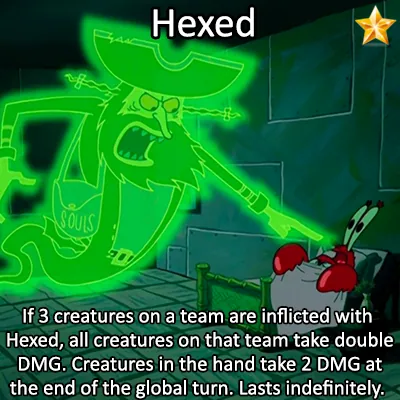 Hexed
SOULS
If 3 creatures on a team are inflicted with
Hexed, all creatures on that team take double
DMG. Creatures in the hand take 2 DMG at
the end of the global turn. Lasts indefinitely.